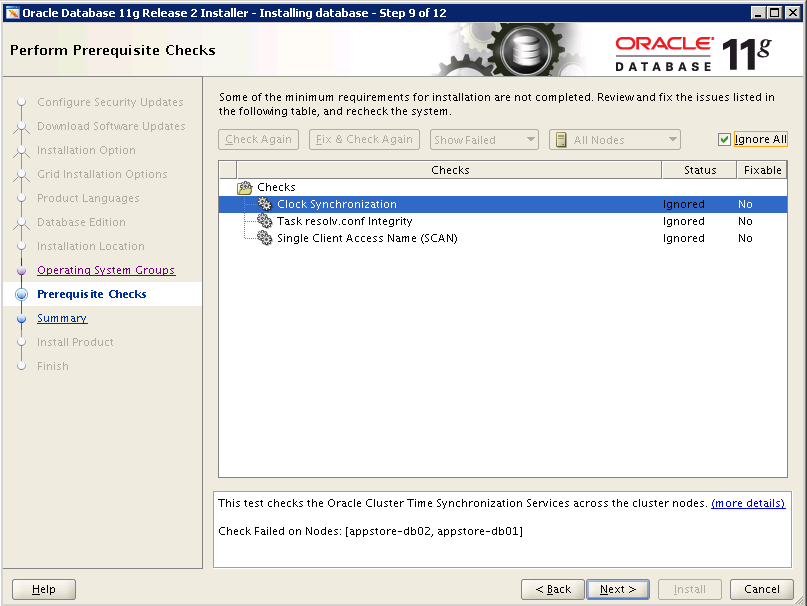 Oracle Database 11g Release 2 Installer - Installing database - Step 9 of 12
Perform Prerequisite Checks
ORACLE
DATABASE
11g
Configure Security Updates
Download Software Updates
Installation Option
Grid Installation Options
Product Languages
Database Edition
Installation Location
Operating System Groups
Prerequisite Checks
Summary
Install Product
Finish
Some of the minimum requirements for installation are not completed. Review and fix the issues listed in
the following table, and recheck the system.
Check Again Fix & Check Again Show Failed All Nodes Ignore All
Checks Status Fixable
Checks
Clock Synchronization Ignored No
Task resolv.conf Integrity Ignored No
Single Client Access Name (SCAN) Ignored No
This test checks the Oracle Cluster Time Synchronization Services across the cluster nodes. (more details)
Check Failed on Nodes: [appstore-db02, appstore-db01]
Help < Back Next > Install Cancel